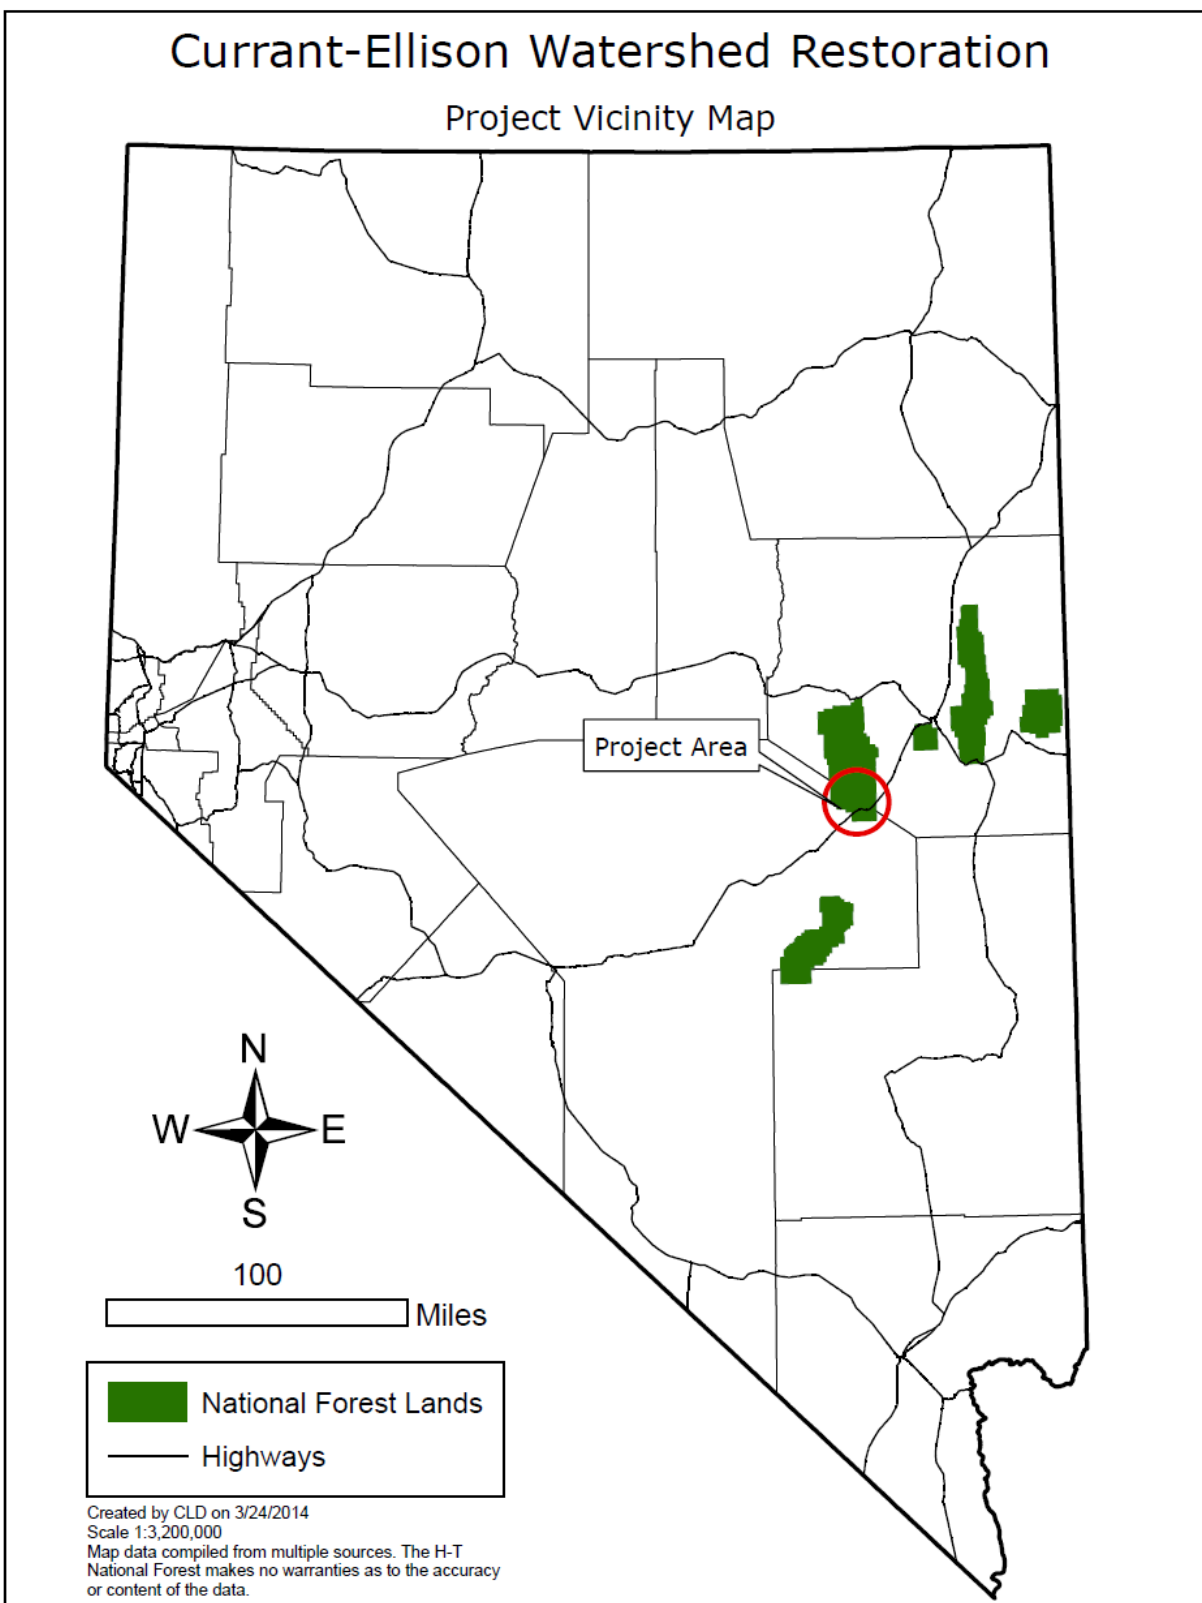 Currant-Ellison Watershed Restoration
Project Vicinity Map
Project Area
N
W
E
S
100
Miles
National Forest Lands
Highways
Created by CLD on 3/24/2014
Scale 1:3,200,000
Map data compiled from multiple sources. The H-T
National Forest makes no warranties as to the accuracy
or content of the data.